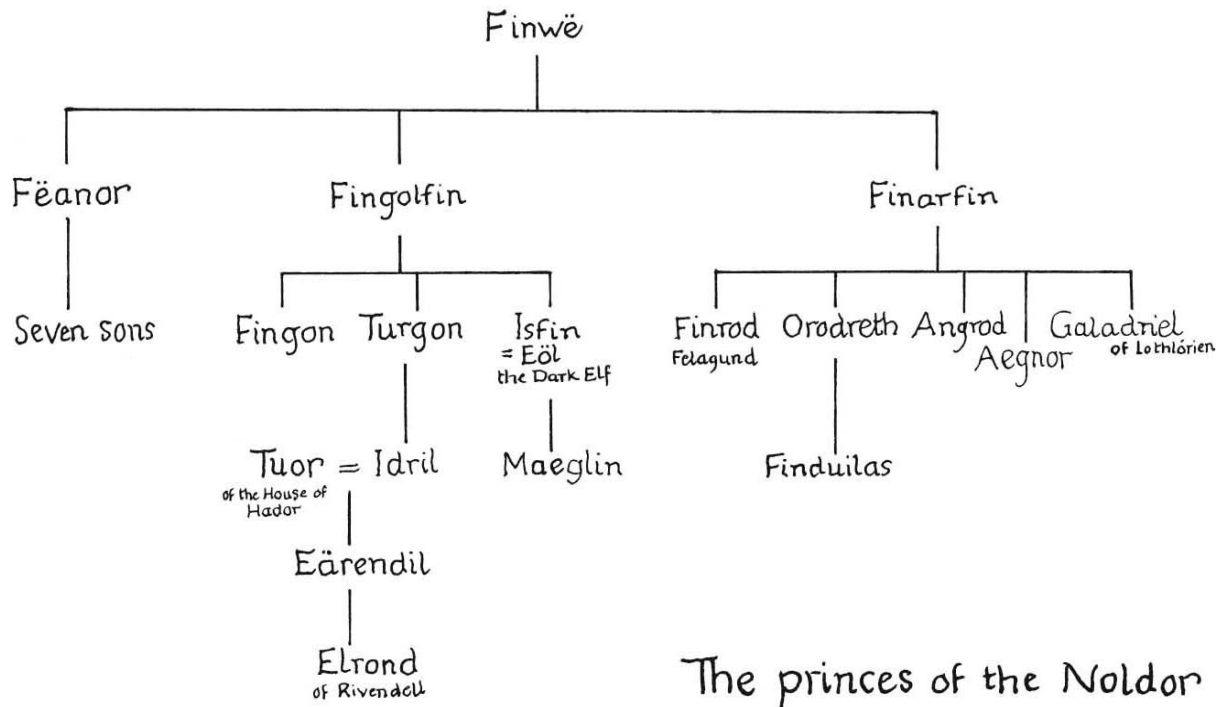 Finwë
Fëanor Fingolfin Finarfin
Seven sons Fingon Turgon Isfin Finrod Orodreth Angrod Galadriel
= Eöl Felagund Aegnor of Lothlórien
the Dark Elf
Tuor = Idril Maeglin Finduilas
of the House of
Hador
Eärendil
Elrond
of Rivendell
The princes of the Noldor